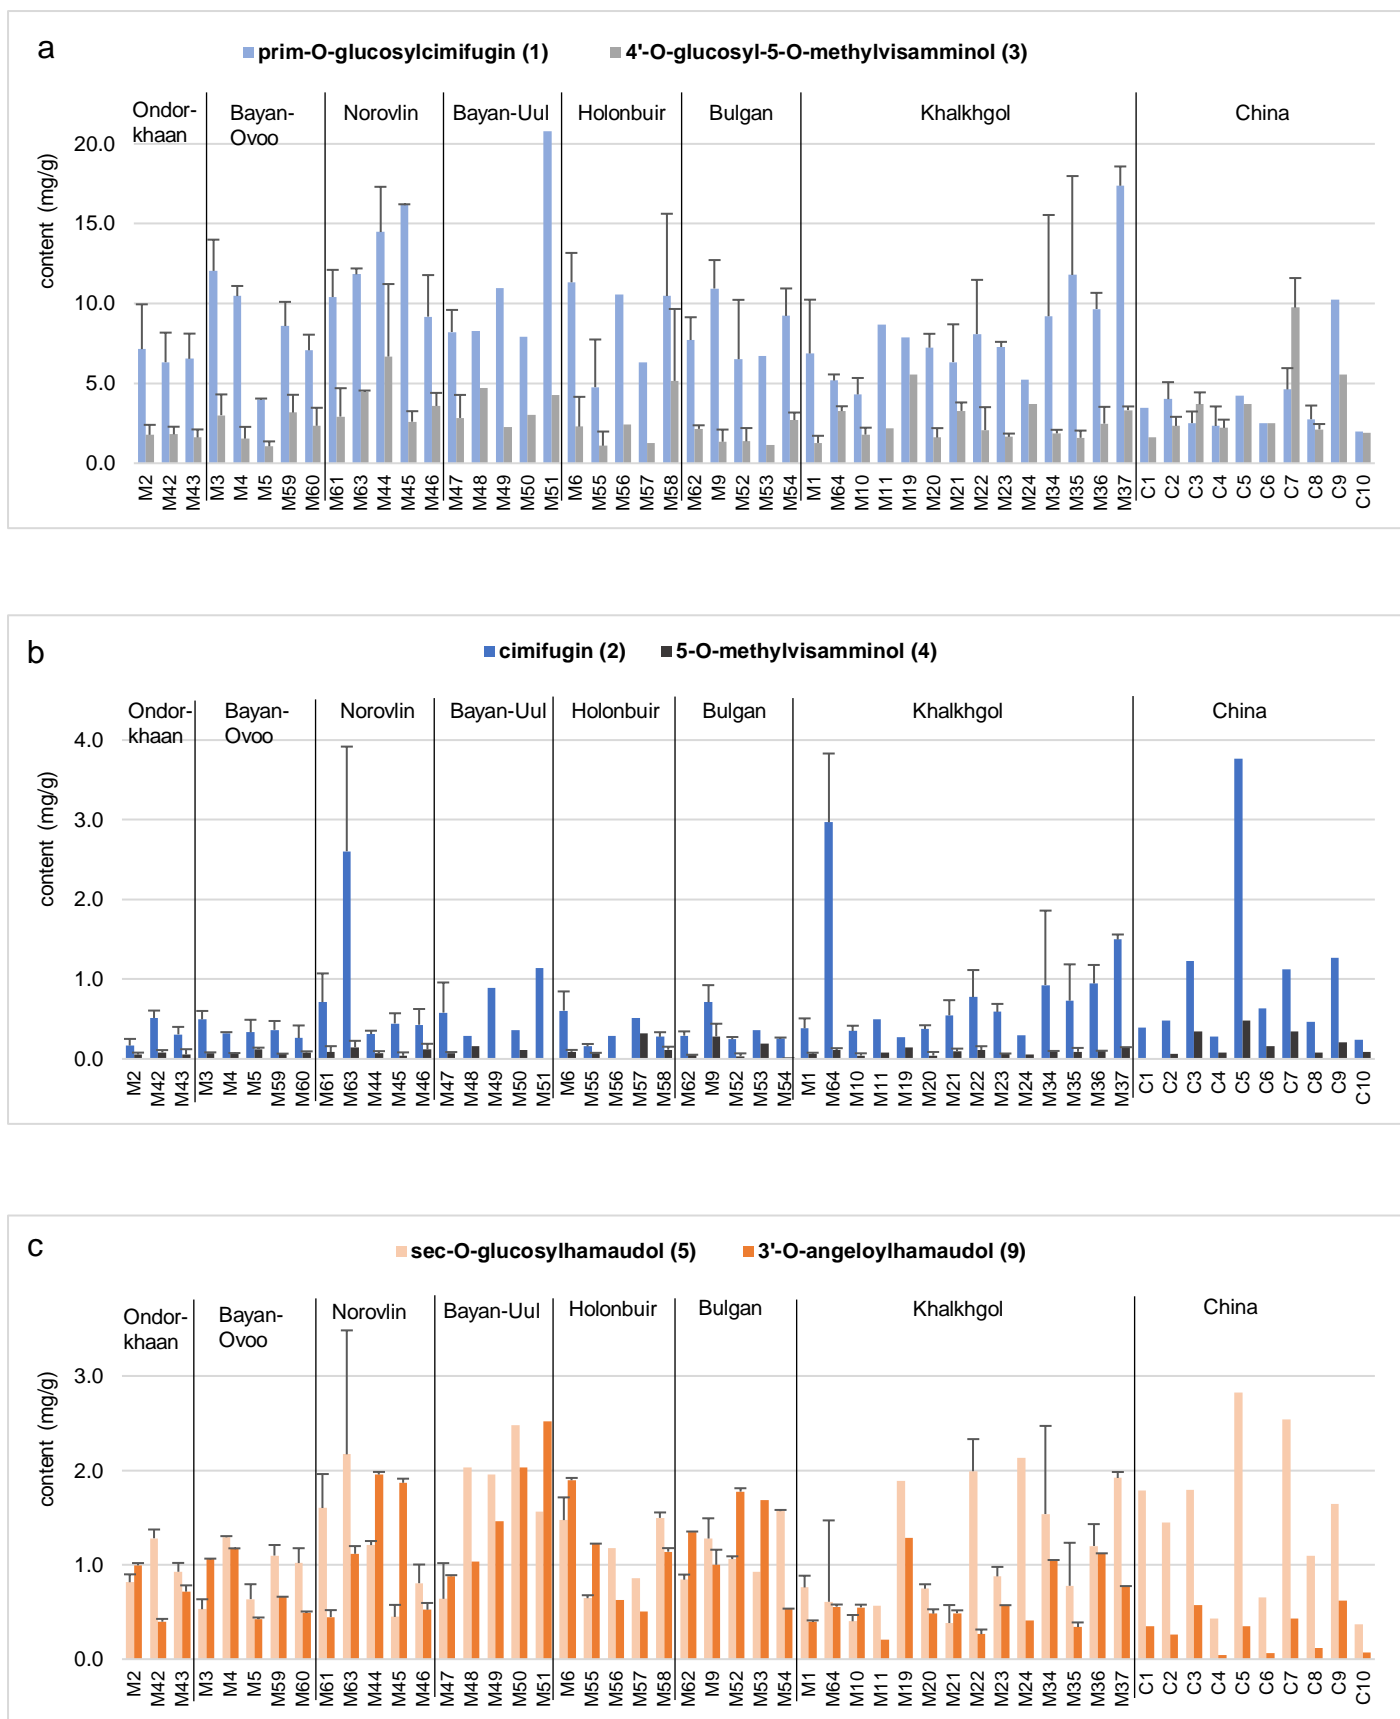 a
prim-O-glucosylcimifugin (1) 4'-O-glucosyl-5-O-methylvisamminol (3)
Ondor-
khaan
Bayan-
Ovoo
Norovlin
Bayan-Uul
Holonbuir
Bulgan
Khalkhgol
China
content (mg/g)
20.0
15.0
10.0
5.0
0.0
M2 M42 M43 M3 M4 M5 M59 M60 M61 M63 M44 M45 M46 M47 M48 M49 M50 M51 M6 M55 M56 M57 M58 M62 M9 M52 M53 M54 M1 M64 M10 M11 M19 M20 M21 M22 M23 M24 M34 M35 M36 M37 C1 C2 C3 C4 C5 C6 C7 C8 C9 C10
b
cimifugin (2) 5-O-methylvisamminol (4)
Ondor-
khaan
Bayan-
Ovoo
Norovlin
Bayan-Uul
Holonbuir
Bulgan
Khalkhgol
China
content (mg/g)
4.0
3.0
2.0
1.0
0.0
M2 M42 M43 M3 M4 M5 M59 M60 M61 M63 M44 M45 M46 M47 M48 M49 M50 M51 M6 M55 M56 M57 M58 M62 M9 M52 M53 M54 M1 M64 M10 M11 M19 M20 M21 M22 M23 M24 M34 M35 M36 M37 C1 C2 C3 C4 C5 C6 C7 C8 C9 C10
c
sec-O-glucosylhamaudol (5) 3'-O-angeloylhamaudol (9)
Ondor-
khaan
Bayan-
Ovoo
Norovlin
Bayan-Uul
Holonbuir
Bulgan
Khalkhgol
China
content (mg/g)
3.0
2.0
1.0
0.0
M2 M42 M43 M3 M4 M5 M59 M60 M61 M63 M44 M45 M46 M47 M48 M49 M50 M51 M6 M55 M56 M57 M58 M62 M9 M52 M53 M54 M1 M64 M10 M11 M19 M20 M21 M22 M23 M24 M34 M35 M36 M37 C1 C2 C3 C4 C5 C6 C7 C8 C9 C10